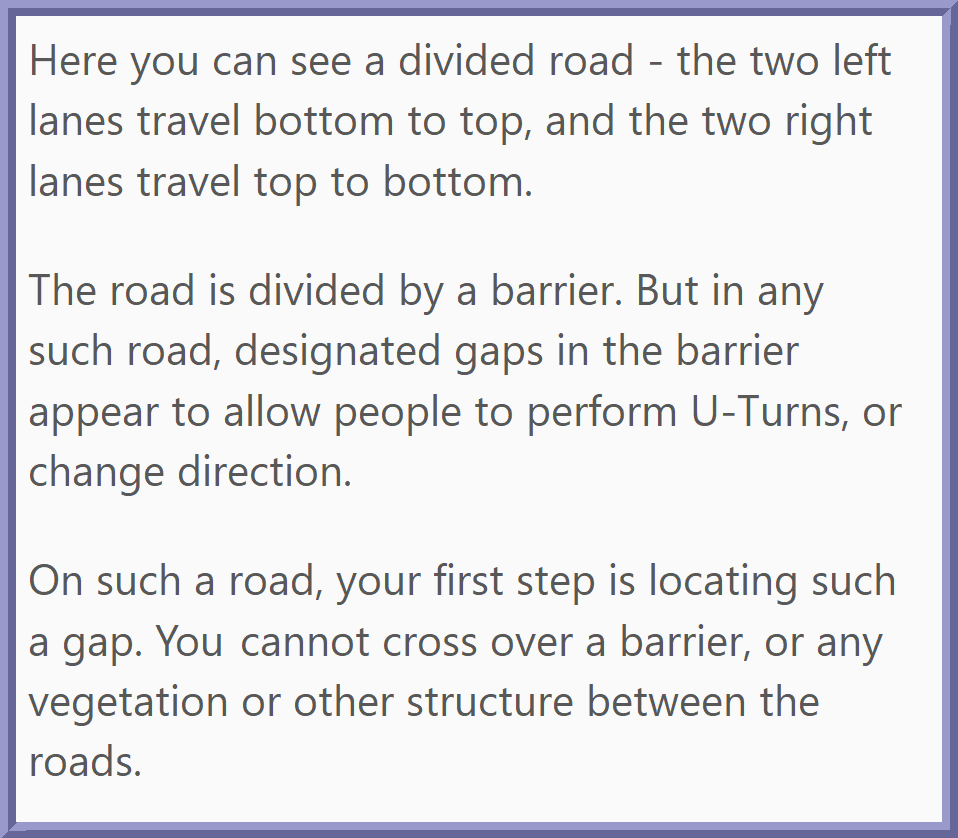 Here you can see a divided road - the two left
lanes travel bottom to top, and the two right
lanes travel top to bottom.
The road is divided by a barrier. But in any
such road, designated gaps in the barrier
appear to allow people to perform U-Turns, or
change direction.
On such a road, your first step is locating such
a gap. You cannot cross over a barrier, or any
vegetation or other structure between the
roads.